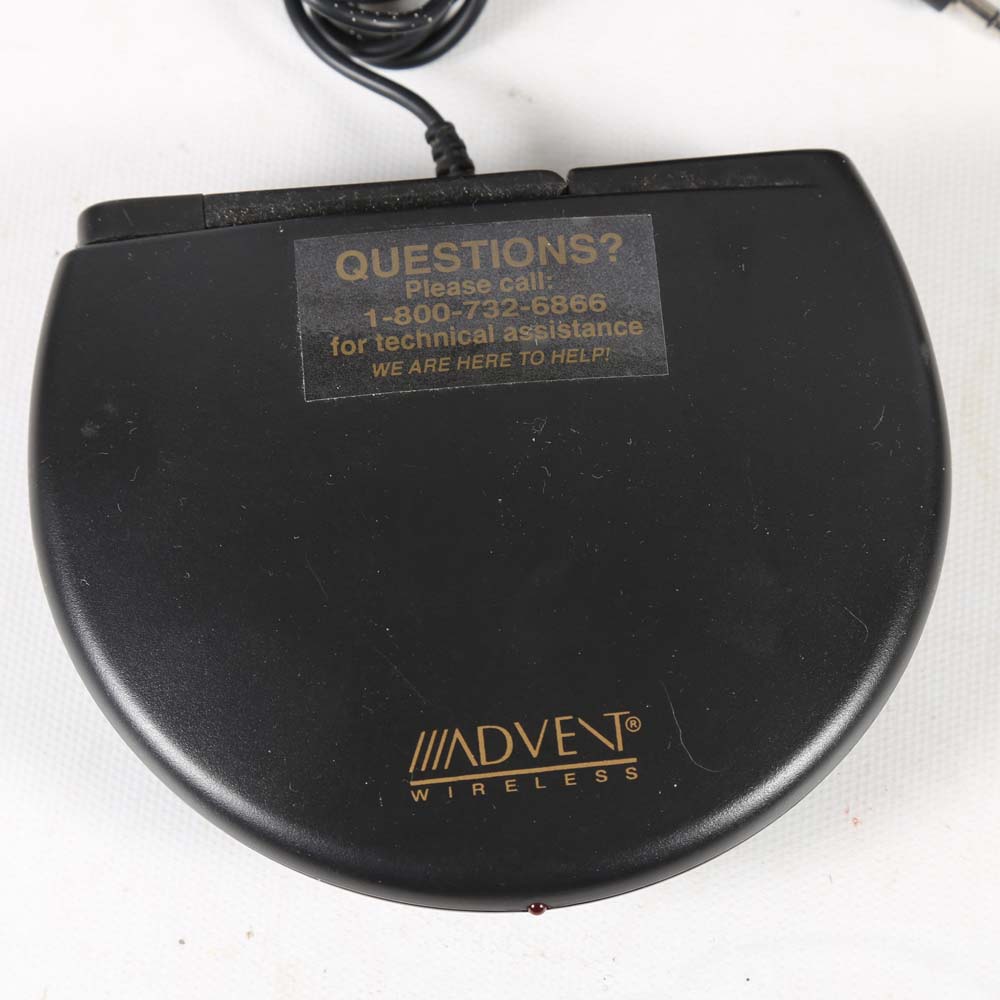 QUESTIONS?
Please call:
1-800-732-6866
for technical assistance
WE ARE HERE TO HELP!
ADVENT®
WIRELESS